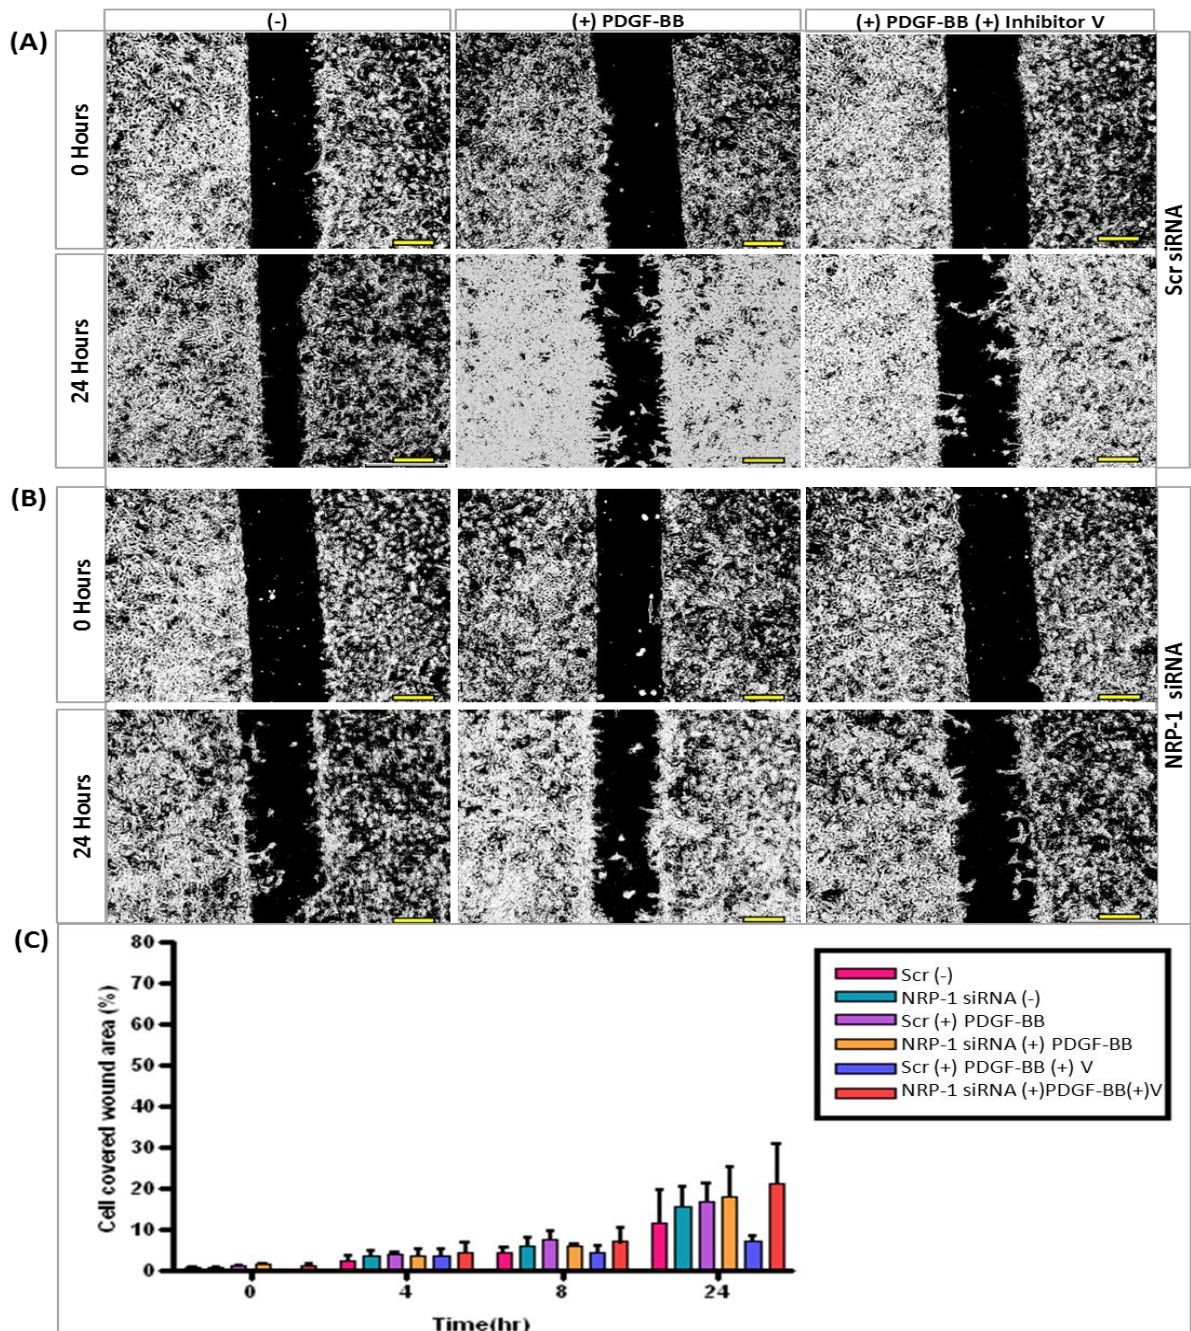 (-)
(+) PDGF-BB
(+) PDGF-BB (+) Inhibitor V
(A)
0 Hours
24 Hours
Scr siRNA
(B)
0 Hours
24 Hours
NRP-1 siRNA
(C)
Cell covered wound area (%)
80
70
60
50
40
30
20
10
0
0
4
8
24
Time(hr)
Scr (-)
NRP-1 siRNA (-)
Scr (+) PDGF-BB
NRP-1 siRNA (+) PDGF-BB
Scr (+) PDGF-BB (+) V
NRP-1 siRNA (+)PDGF-BB(+)V